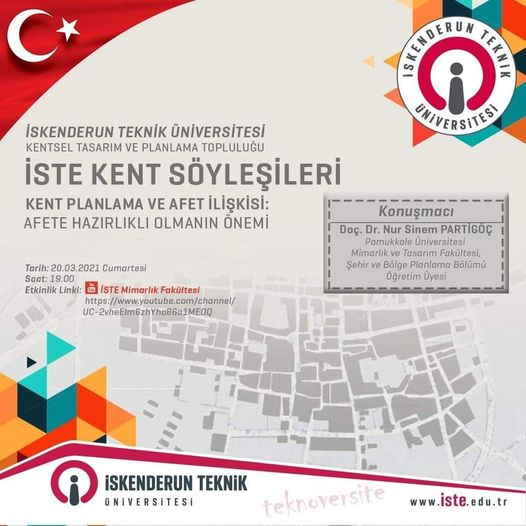 İSKENDERUN TEKNİK
ÜNİVERSİTESİ
İSKENDERUN TEKNİK ÜNİVERSİTESİ
KENTSEL TASARIM VE PLANLAMA TOPLULUĞU
İSTE KENT SÖYLEŞİLERİ
KENT PLANLAMA VE AFET İLİŞKİSİ:
AFETE HAZIRLIKLI OLMANIN ÖNEMİ
Konuşmacı
Doç. Dr. Nur Sinem PARTİGÖÇ
Pamukkale Üniversitesi
Mimarlık ve Tasarım Fakültesi,
Şehir ve Bölge Planlama Bölümü
Öğretim Üyesi
Tarih: 20.03.2021 Cumartesi
Saat: 19.00
Etkinlik Linki: İSTE Mimarlık Fakültesi
https://www.youtube.com/channel/
UC-2vheElm6zhYho86a1MEOQ
İSKENDERUN TEKNİK
ÜNİVERSİTESİ
teknoversite
www.iste.edu.tr